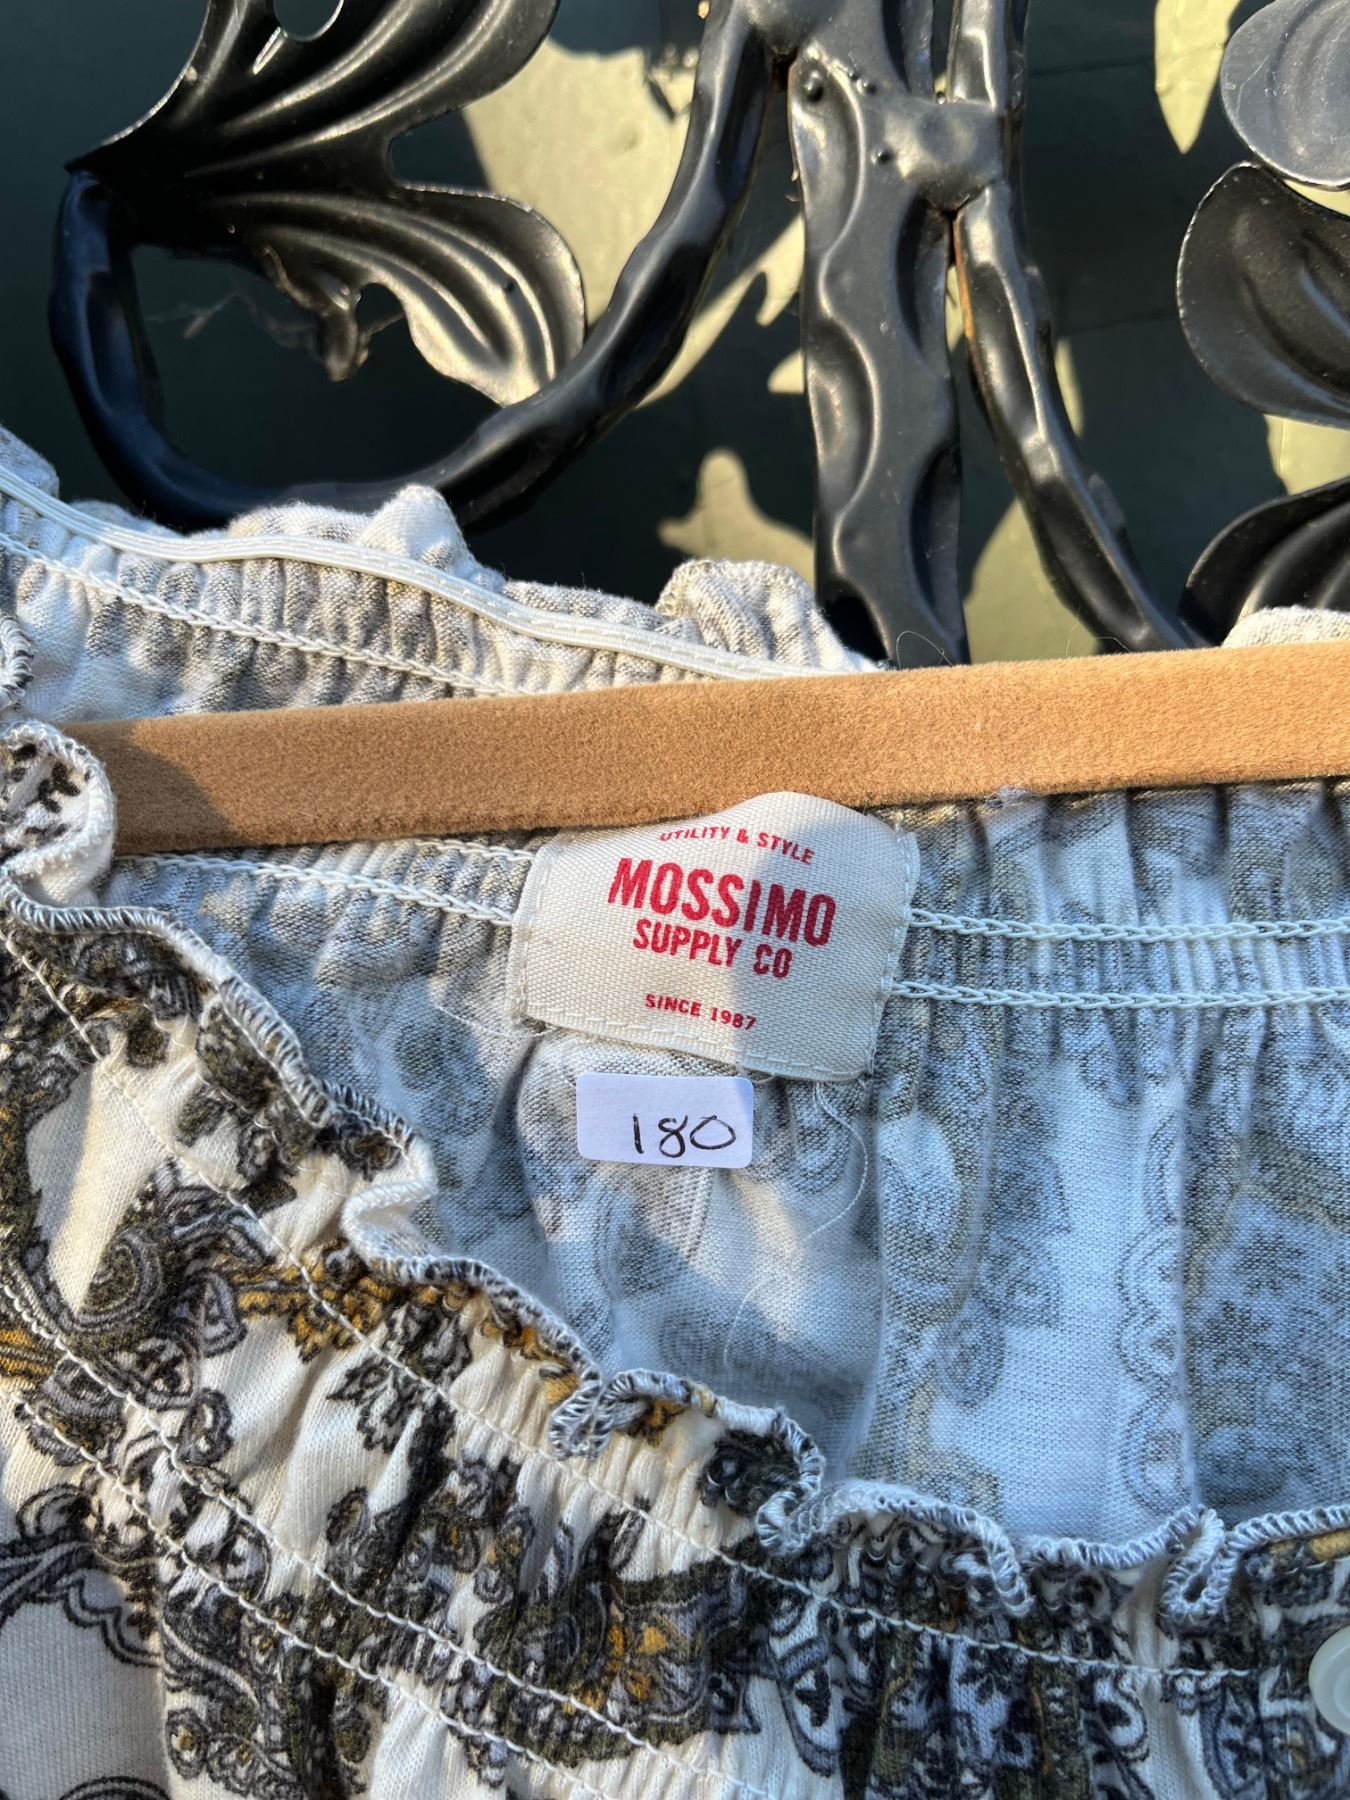 UTILITY & STYLE
MOSSIMO
SUPPLY CO
SINCE 1987
180